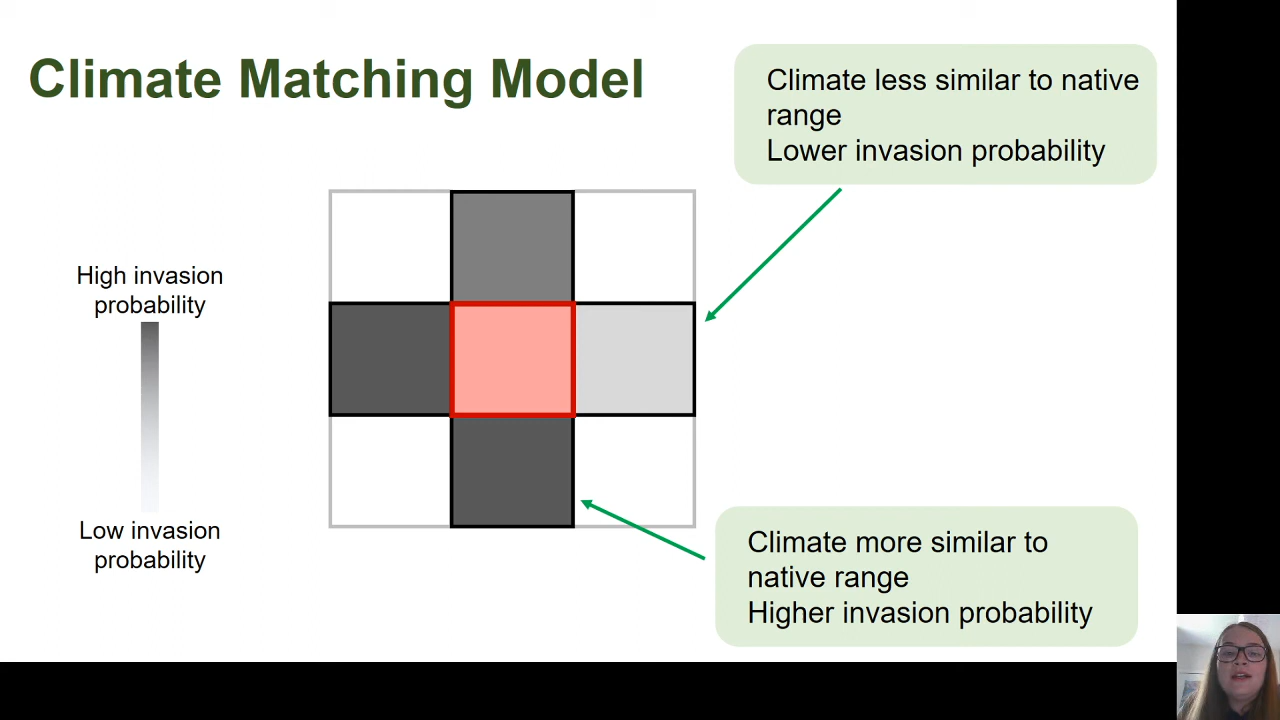 Climate Matching Model
Climate less similar to native
range
Lower invasion probability
High invasion
probability
Low invasion
probability
Climate more similar to
native range
Higher invasion probability